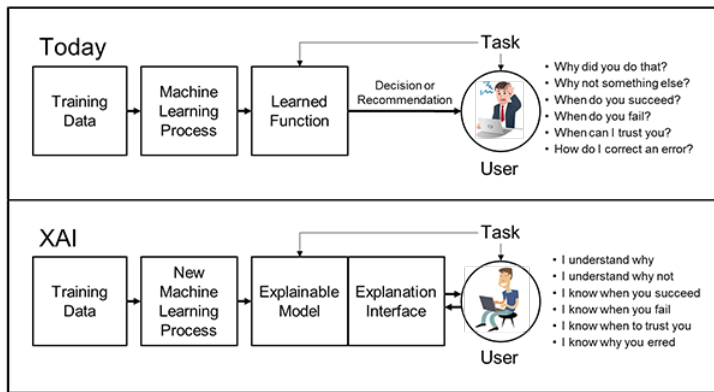 Today
Task
Training
Data
Machine
Learning
Process
Learned
Function
Decision or
Recommendation
User
• Why did you do that?
• Why not something else?
• When do you succeed?
• When do you fail?
• When can I trust you?
• How do I correct an error?
XAI
Task
Training
Data
New
Machine
Learning
Process
Explainable
Model
Explanation
Interface
User
• I understand why
• I understand why not
• I know when you succeed
• I know when you fail
• I know when to trust you
• I know why you erred